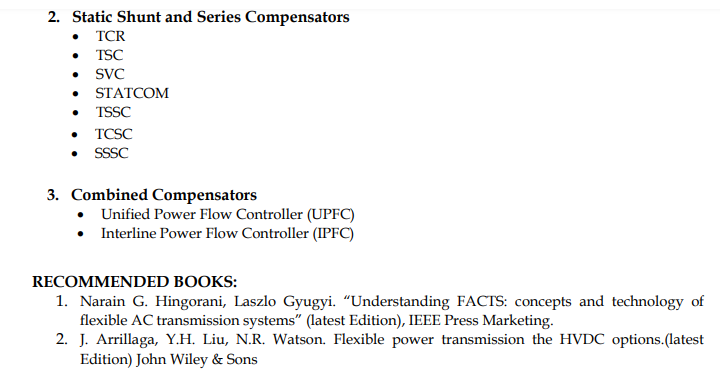 2. Static Shunt and Series Compensators
• TCR
• TSC
• SVC
• STATCOM
• TSSC
• TCSC
• SSSC
3. Combined Compensators
• Unified Power Flow Controller (UPFC)
• Interline Power Flow Controller (IPFC)
RECOMMENDED BOOKS:
1. Narain G. Hingorani, Laszlo Gyugyi. “Understanding FACTS: concepts and technology of
flexible AC transmission systems” (latest Edition), IEEE Press Marketing.
2. J. Arrillaga, Y.H. Liu, N.R. Watson. Flexible power transmission the HVDC options.(latest
Edition) John Wiley & Sons